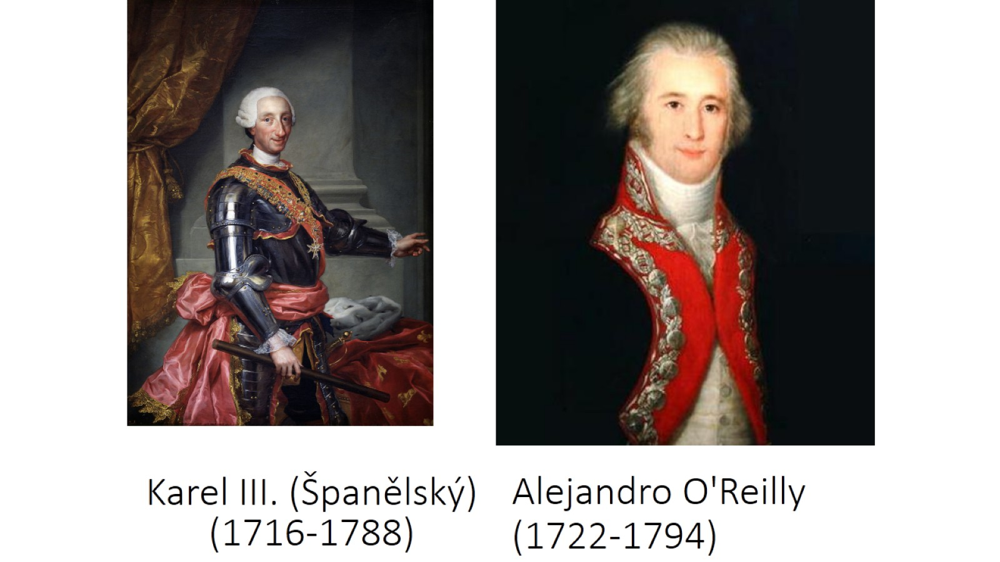 Karel III. (Španělský)
(1716-1788)
Alejandro O'Reilly
(1722-1794)